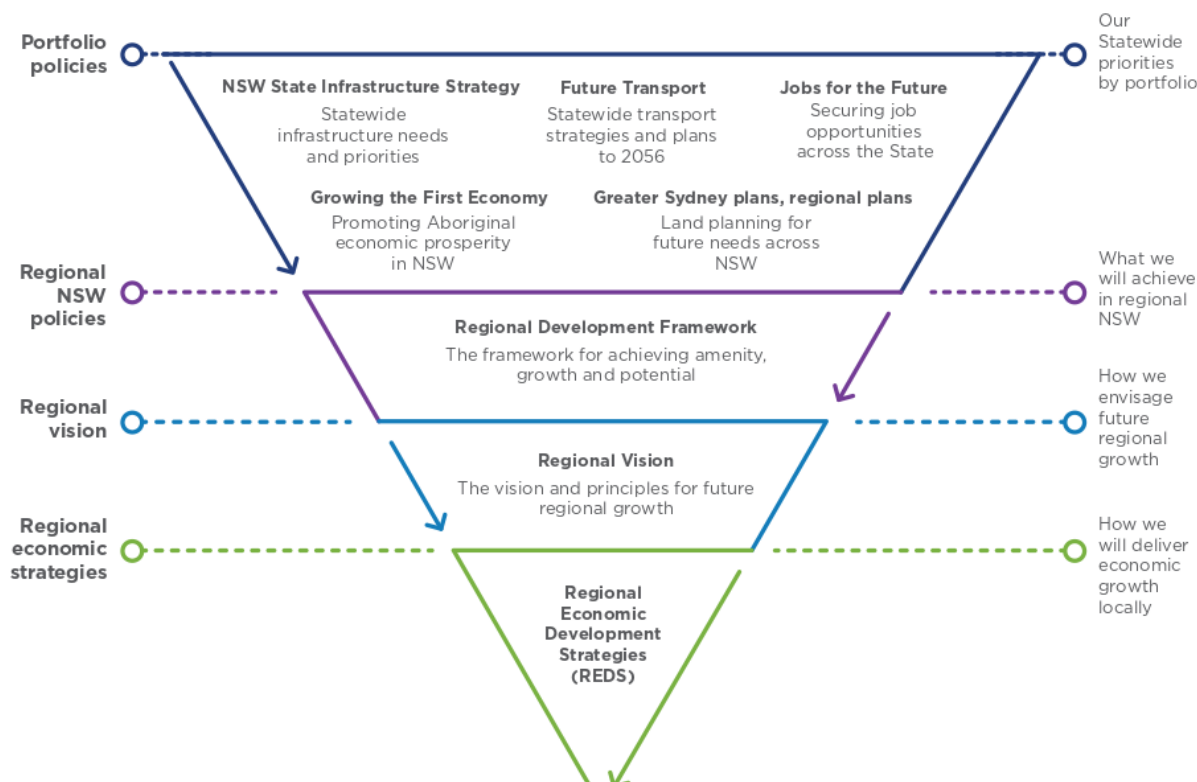 Portfolio
policies
Our
Statewide
priorities
by portfolio
NSW State Infrastructure Strategy
Statewide
infrastructure needs
and priorities
Future Transport
Statewide transport
strategies and plans
to 2056
Jobs for the Future
Securing job
opportunities
across the State
Growing the First Economy
Promoting Aboriginal
economic prosperity
in NSW
Greater Sydney plans, regional plans
Land planning for
future needs across
NSW
Regional
NSW
policies
What we
will achieve
in regional
NSW
Regional Development Framework
The framework for achieving amenity,
growth and potential
Regional
vision
How we
envisage
future
regional
growth
Regional Vision
The vision and principles for future
regional growth
Regional
economic
strategies
How we
will deliver
economic
growth
locally
Regional
Economic
Development
Strategies
(REDS)